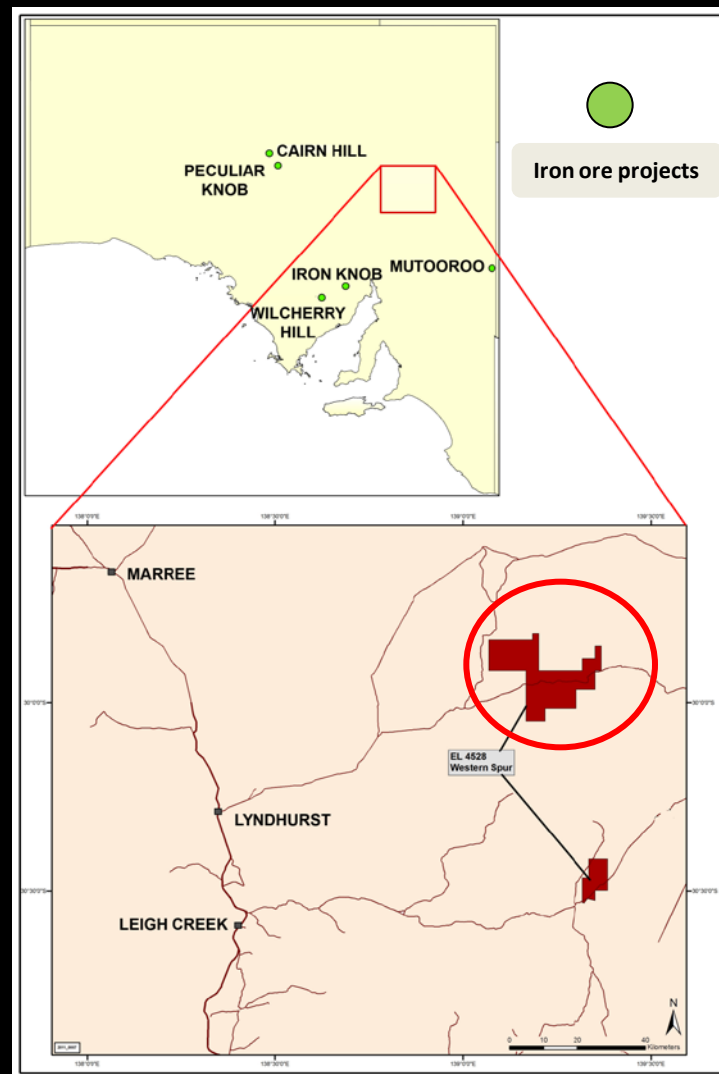 CAIRN HILL
PECULIAR
KNOB
Iron ore projects
MUTOOROO
IRON KNOB
WILCHERRY
HILL
138°0'0"E
138°30'0"E
139°0'0"E
139°30'0"E
MARREE
30°0'0"S
30°0'0"S
EL 4528
Western Spur
LYNDHURST
30°30'0"S
30°30'0"S
LEIGH CREEK
N
0 10 20 40
Kilometers
138°0'0"E
138°30'0"E
139°0'0"E
139°30'0"E